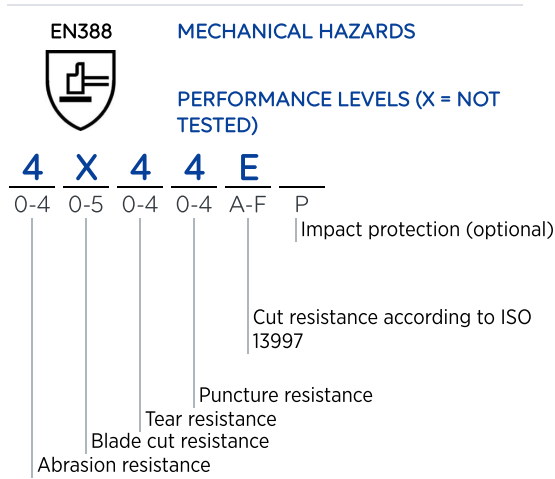 EN388
MECHANICAL HAZARDS
PERFORMANCE LEVELS (X = NOT
TESTED)
4 X 4 4 E
0-4 0-5 0-4 0-4 A-F P
Impact protection (optional)
Cut resistance according to ISO
13997
Puncture resistance
Tear resistance
Blade cut resistance
Abrasion resistance